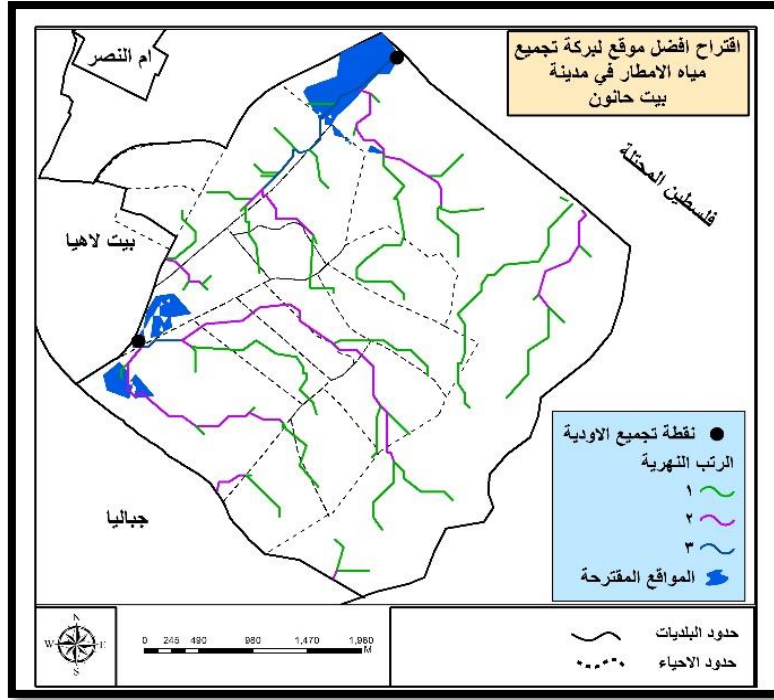 اقتراح افضل موقع لبركة تجميع
مياه الامطار في مدينة
بيت حانون
ام النصر
فلسطين المحتلة
بيت لاهيا
جباليا
نقطة تجميع الاودية
الرتب النهرية
١
٢
٣
المواقع المقترحة
N
W E
S
0 245 490 980 1,470 1,960
M
حدود البلديات
حدود الاحياء